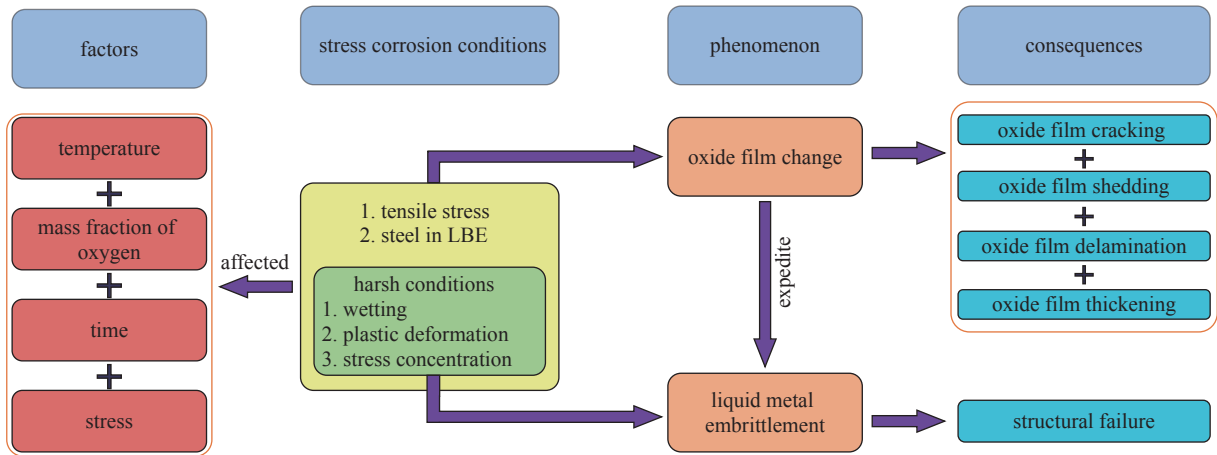 factors
stress corrosion conditions
phenomenon
consequences
temperature
+
mass fraction of
oxygen
+
time
+
stress
affected
1. tensile stress
2. steel in LBE
harsh conditions
1. wetting
2. plastic deformation
3. stress concentration
oxide film change
expedite
liquid metal
embrittlement
oxide film cracking
+
oxide film shedding
+
oxide film delamination
+
oxide film thickening
structural failure